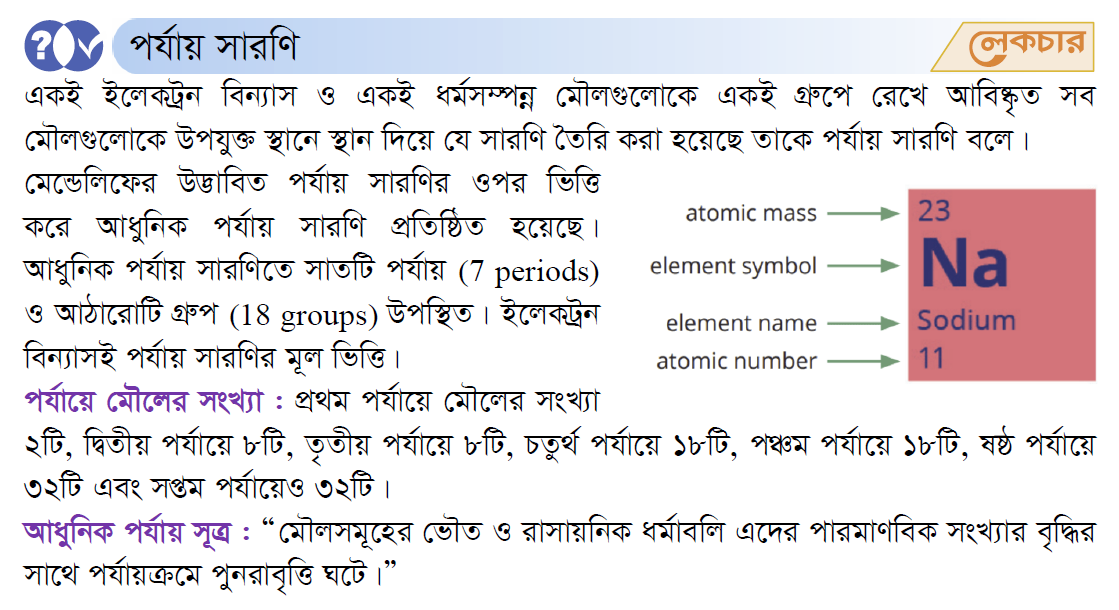 পর্যায় সারণি
লেকচার
একই ইলেকট্রন বিন্যাস ও একই ধর্মসম্পন্ন মৌলগুলোকে একই গ্রুপে রেখে আবিষ্কৃত সব
মৌলগুলোকে উপযুক্ত স্থানে স্থান দিয়ে যে সারণি তৈরি করা হয়েছে তাকে পর্যায় সারণি বলে।
মেন্ডেলিফের উদ্ভাবিত পর্যায় সারণির ওপর ভিত্তি
করে আধুনিক পর্যায় সারণি প্রতিষ্ঠিত হয়েছে।
আধুনিক পর্যায় সারণিতে সাতটি পর্যায় (7 periods)
ও আঠারোটি গ্রুপ (18 groups) উপস্থিত। ইলেকট্রন
বিন্যাসই পর্যায় সারণির মূল ভিত্তি।
atomic mass 23
element symbol Na
element name Sodium
atomic number 11
পর্যায়ে মৌলের সংখ্যা : প্রথম পর্যায়ে মৌলের সংখ্যা
২টি, দ্বিতীয় পর্যায়ে ৮টি, তৃতীয় পর্যায়ে ৮টি, চতুর্থ পর্যায়ে ১৮টি, পঞ্চম পর্যায়ে ১৮টি, ষষ্ঠ পর্যায়ে
৩২টি এবং সপ্তম পর্যায়েও ৩২টি।
আধুনিক পর্যায় সূত্র : “মৌলসমূহের ভৌত ও রাসায়নিক ধর্মাবলি এদের পারমাণবিক সংখ্যার বৃদ্ধির
সাথে পর্যায়ক্রমে পুনরাবৃত্তি ঘটে।”